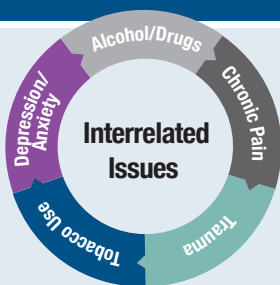 Alcohol/Drugs
Chronic Pain
Trauma
Tobacco Use
Depression/
Anxiety
Interrelated
Issues